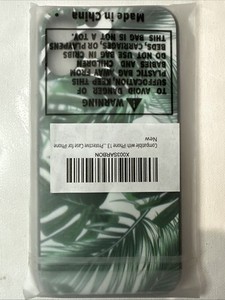 X003SARBON
Compatible with iPhone 13 ... Protective Case for iPhone
New
WARNING
TO AVOID DANGER OF
SUFFOCATION, KEEP THIS
PLASTIC BAG AWAY FROM
BABIES AND CHILDREN
DO NOT USE BAG IN CRIBS
BEDS, CARRIAGES, OR PLAYPENS
THIS BAG IS NOT A TOY.
Made in China